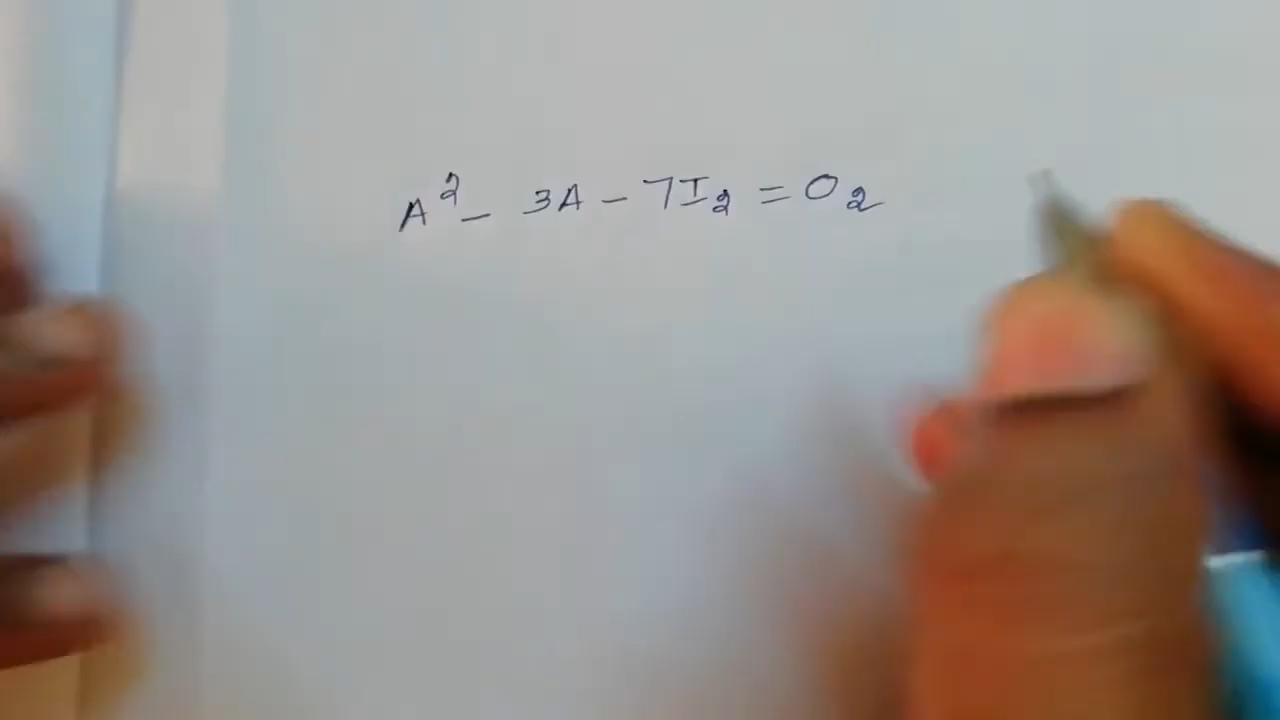 A² - 3A - 7I₂ = O₂